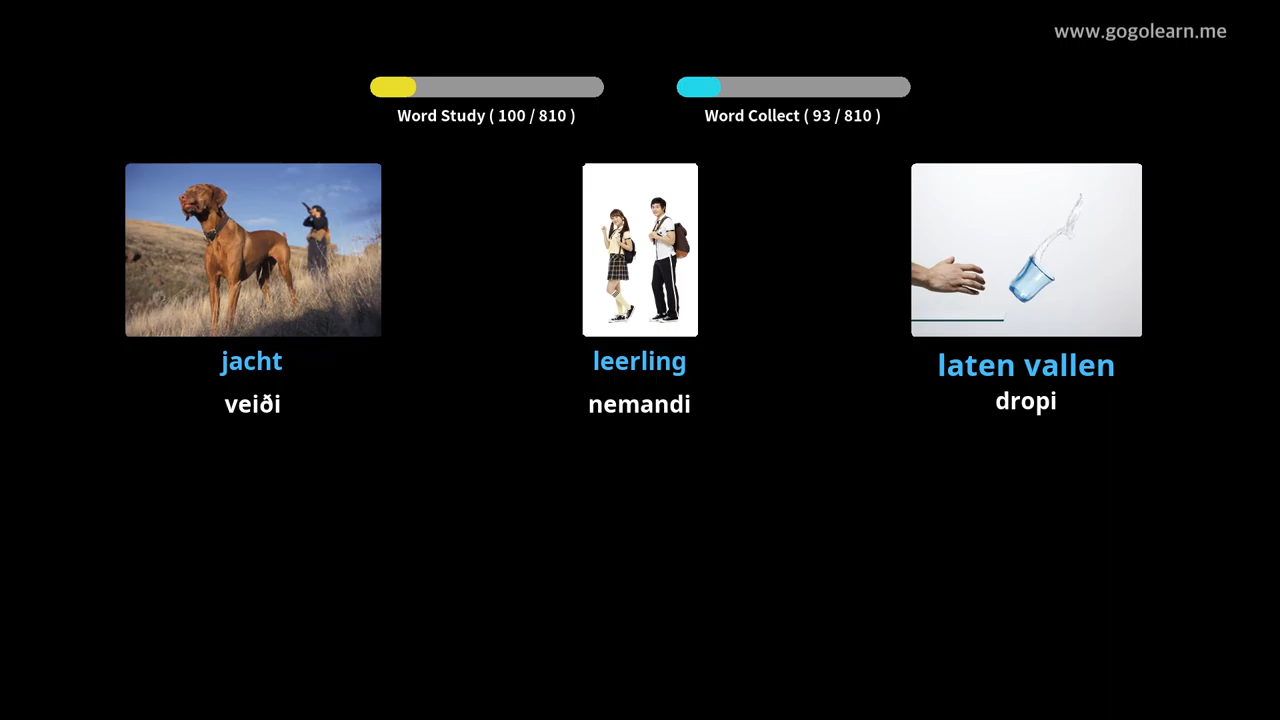 www.gogolearn.me
Word Study ( 100 / 810 )
Word Collect ( 93 / 810 )
jacht
veiði
leerling
nemandi
laten vallen
dropi